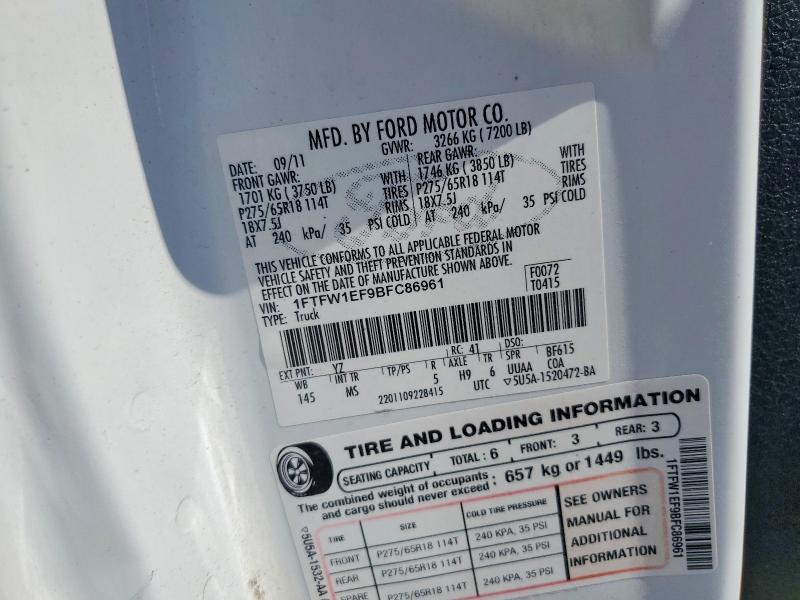 MFD. BY FORD MOTOR CO.
DATE: 09/11 GVWR: 3266 KG ( 7200 LB)
FRONT GAWR: REAR GAWR:
1701 KG ( 3750 LB) WITH 1746 KG ( 3850 LB) WITH
P275/65R18 114T TIRES P275/65R18 114T TIRES
18X7.5J RIMS 18X7.5J RIMS
AT 240 kPa/ 35 PSI COLD AT 240 kPa/ 35 PSI COLD
THIS VEHICLE CONFORMS TO ALL APPLICABLE FEDERAL MOTOR
VEHICLE SAFETY AND THEFT PREVENTION STANDARDS IN
EFFECT ON THE DATE OF MANUFACTURE SHOWN ABOVE.
VIN: 1FTFW1EF9BFC86961 F0072
TYPE: Truck T0415
EXT PNT: YZ RC: 41 DSO:
WB INT TR TP/PS R AXLE TR SPR BF615
145 MS 5 H9 6 UUAA COA
2201109228415 UTC ▽5U5A-1520472-BA
TIRE AND LOADING INFORMATION
SEATING CAPACITY TOTAL : 6 FRONT: 3 REAR: 3
The combined weight of occupants
and cargo should never exceed : 657 kg or 1449 lbs.
TIRE SIZE COLD TIRE PRESSURE
FRONT P275/65R18 114T 240 KPA, 35 PSI
REAR P275/65R18 114T 240 KPA, 35 PSI
SPARE P275/65R18 114T 240 KPA, 35 PSI
SEE OWNERS
MANUAL FOR
ADDITIONAL
INFORMATION
▽5U5A-1532-AA
1FTFW1EF9BFC86961